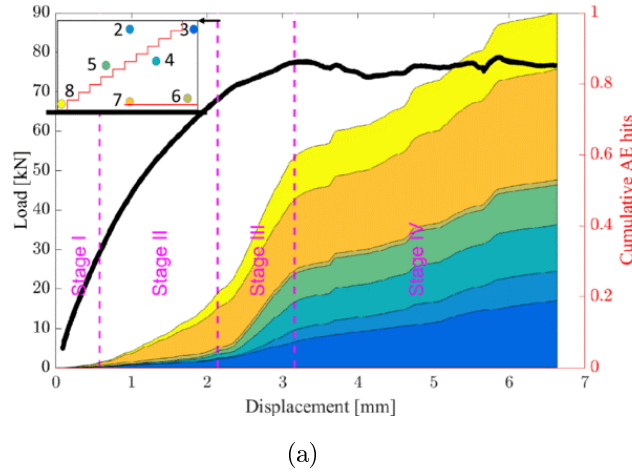 90
80
70
60
50
40
30
20
10
0
Load [kN]
1
0.8
0.6
0.4
0.2
0
Cumulative AE hits
2
3
5
4
8
7
6
Stage I
Stage II
Stage III
Stage IV
0 1 2 3 4 5 6 7
Displacement [mm]
(a)